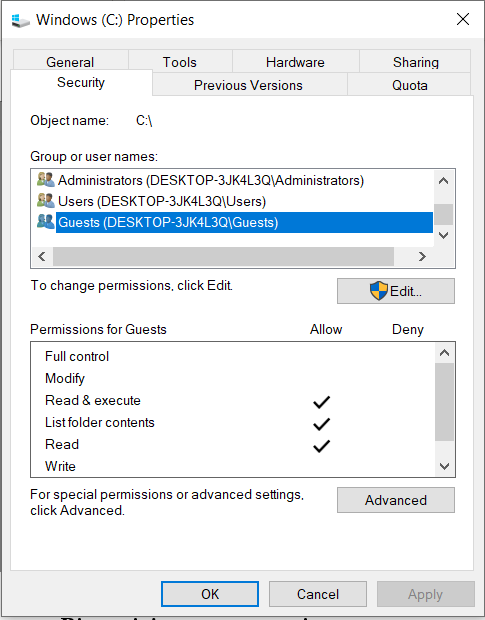 Windows (C:) Properties
General Tools Hardware Sharing
Security Previous Versions Quota
Object name: C:\
Group or user names:
Administrators (DESKTOP-3JK4L3Q\Administrators)
Users (DESKTOP-3JK4L3Q\Users)
Guests (DESKTOP-3JK4L3Q\Guests)
To change permissions, click Edit.
Edit...
Permissions for Guests Allow Deny
Full control
Modify
Read & execute
List folder contents
Read
Write
For special permissions or advanced settings,
click Advanced.
Advanced
OK Cancel Apply